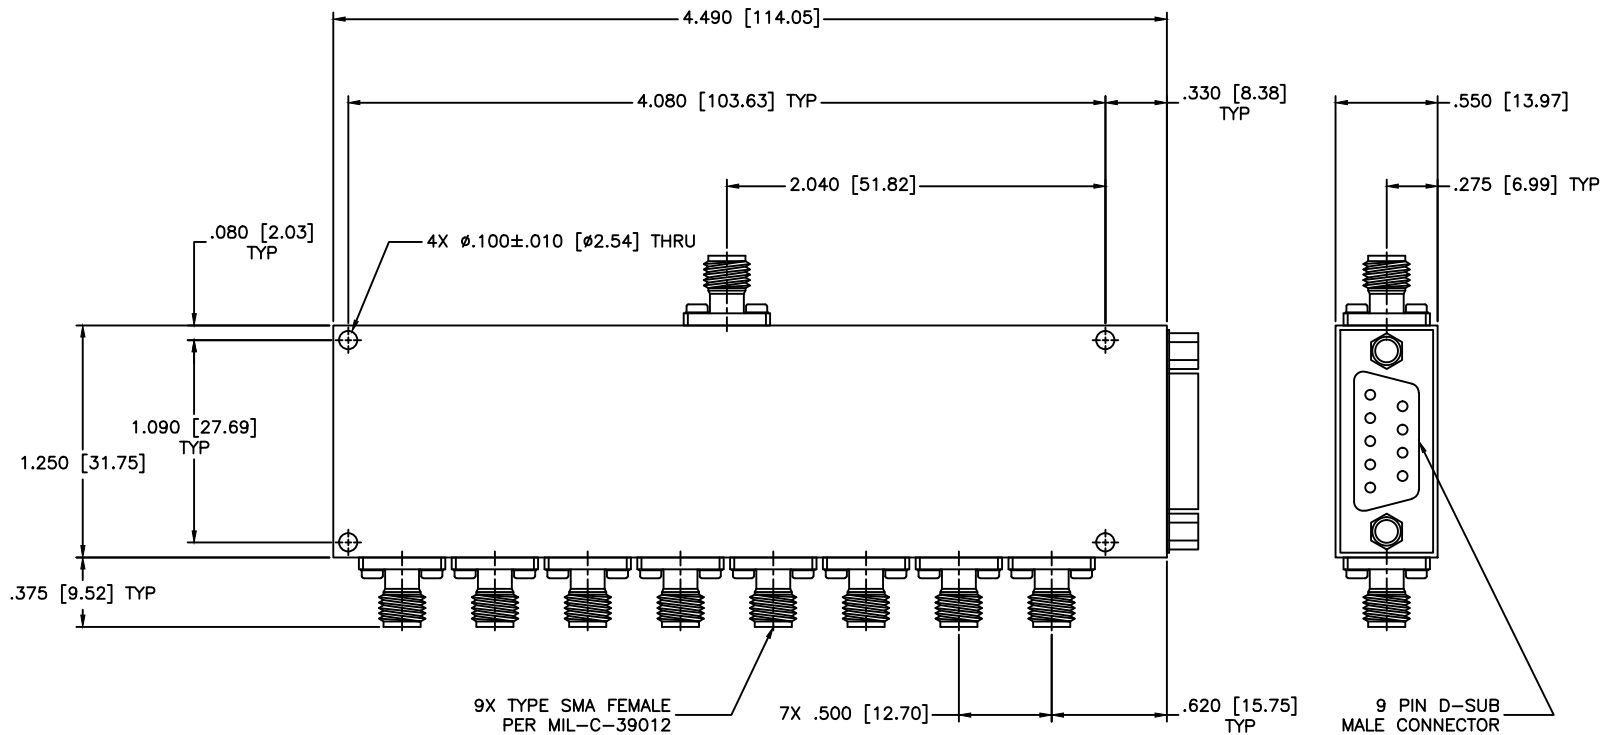 4.490 [114.05]
4.080 [103.63] TYP
.330 [8.38]
TYP
.550 [13.97]
2.040 [51.82]
.275 [6.99] TYP
.080 [2.03]
TYP
4X ø.100±.010 [ø2.54] THRU
1.090 [27.69]
TYP
1.250 [31.75]
.375 [9.52] TYP
9X TYPE SMA FEMALE
PER MIL-C-39012
7X .500 [12.70]
.620 [15.75]
TYP
9 PIN D-SUB
MALE CONNECTOR